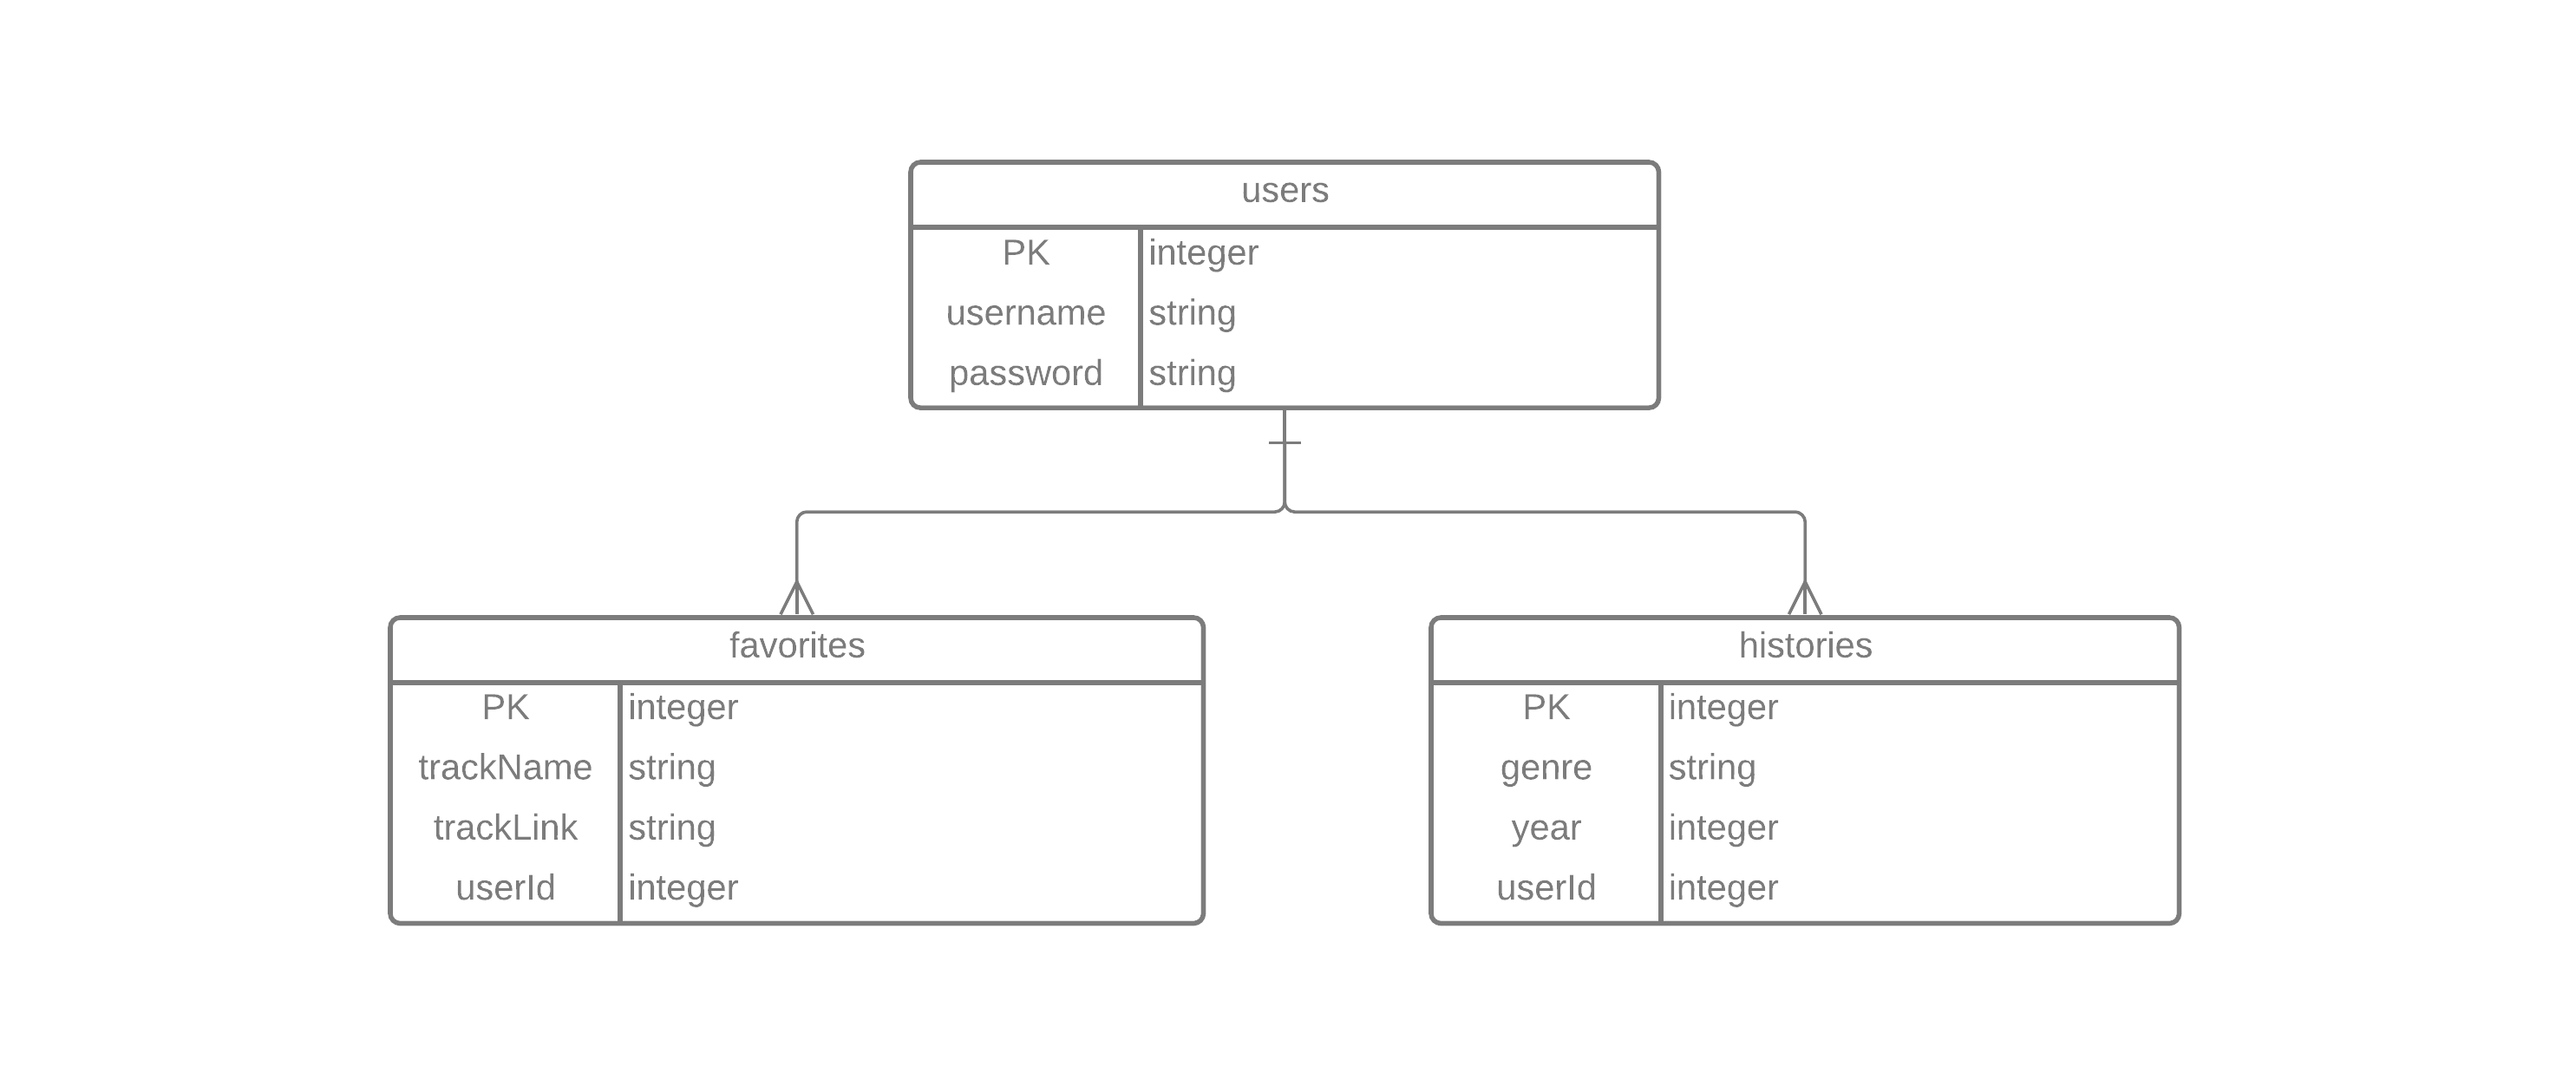 users
PK integer
username string
password string
favorites
PK integer
trackName string
trackLink string
userId integer
histories
PK integer
genre string
year integer
userId integer